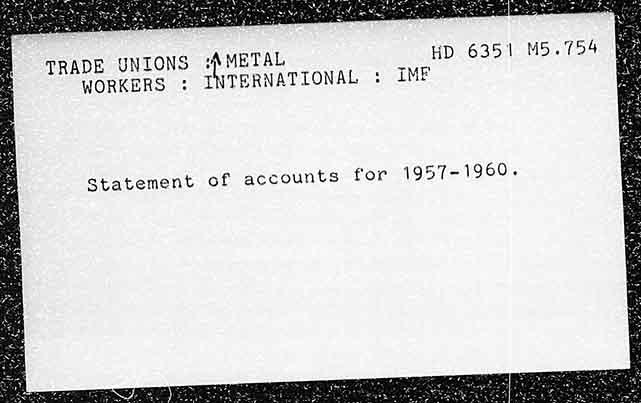 TRADE UNIONS : METAL HD 6351 M5.754
WORKERS : INTERNATIONAL : IMF
Statement of accounts for 1957-1960.